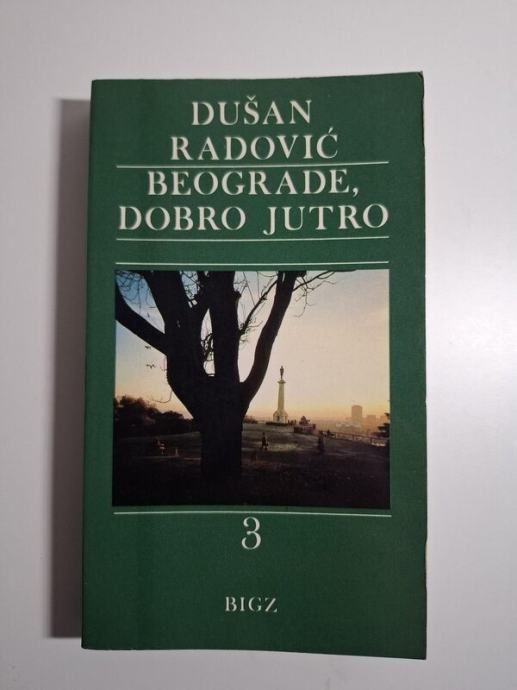 DUŠAN
RADOVIĆ
BEOGRADE,
DOBRO JUTRO
3
BIGZ